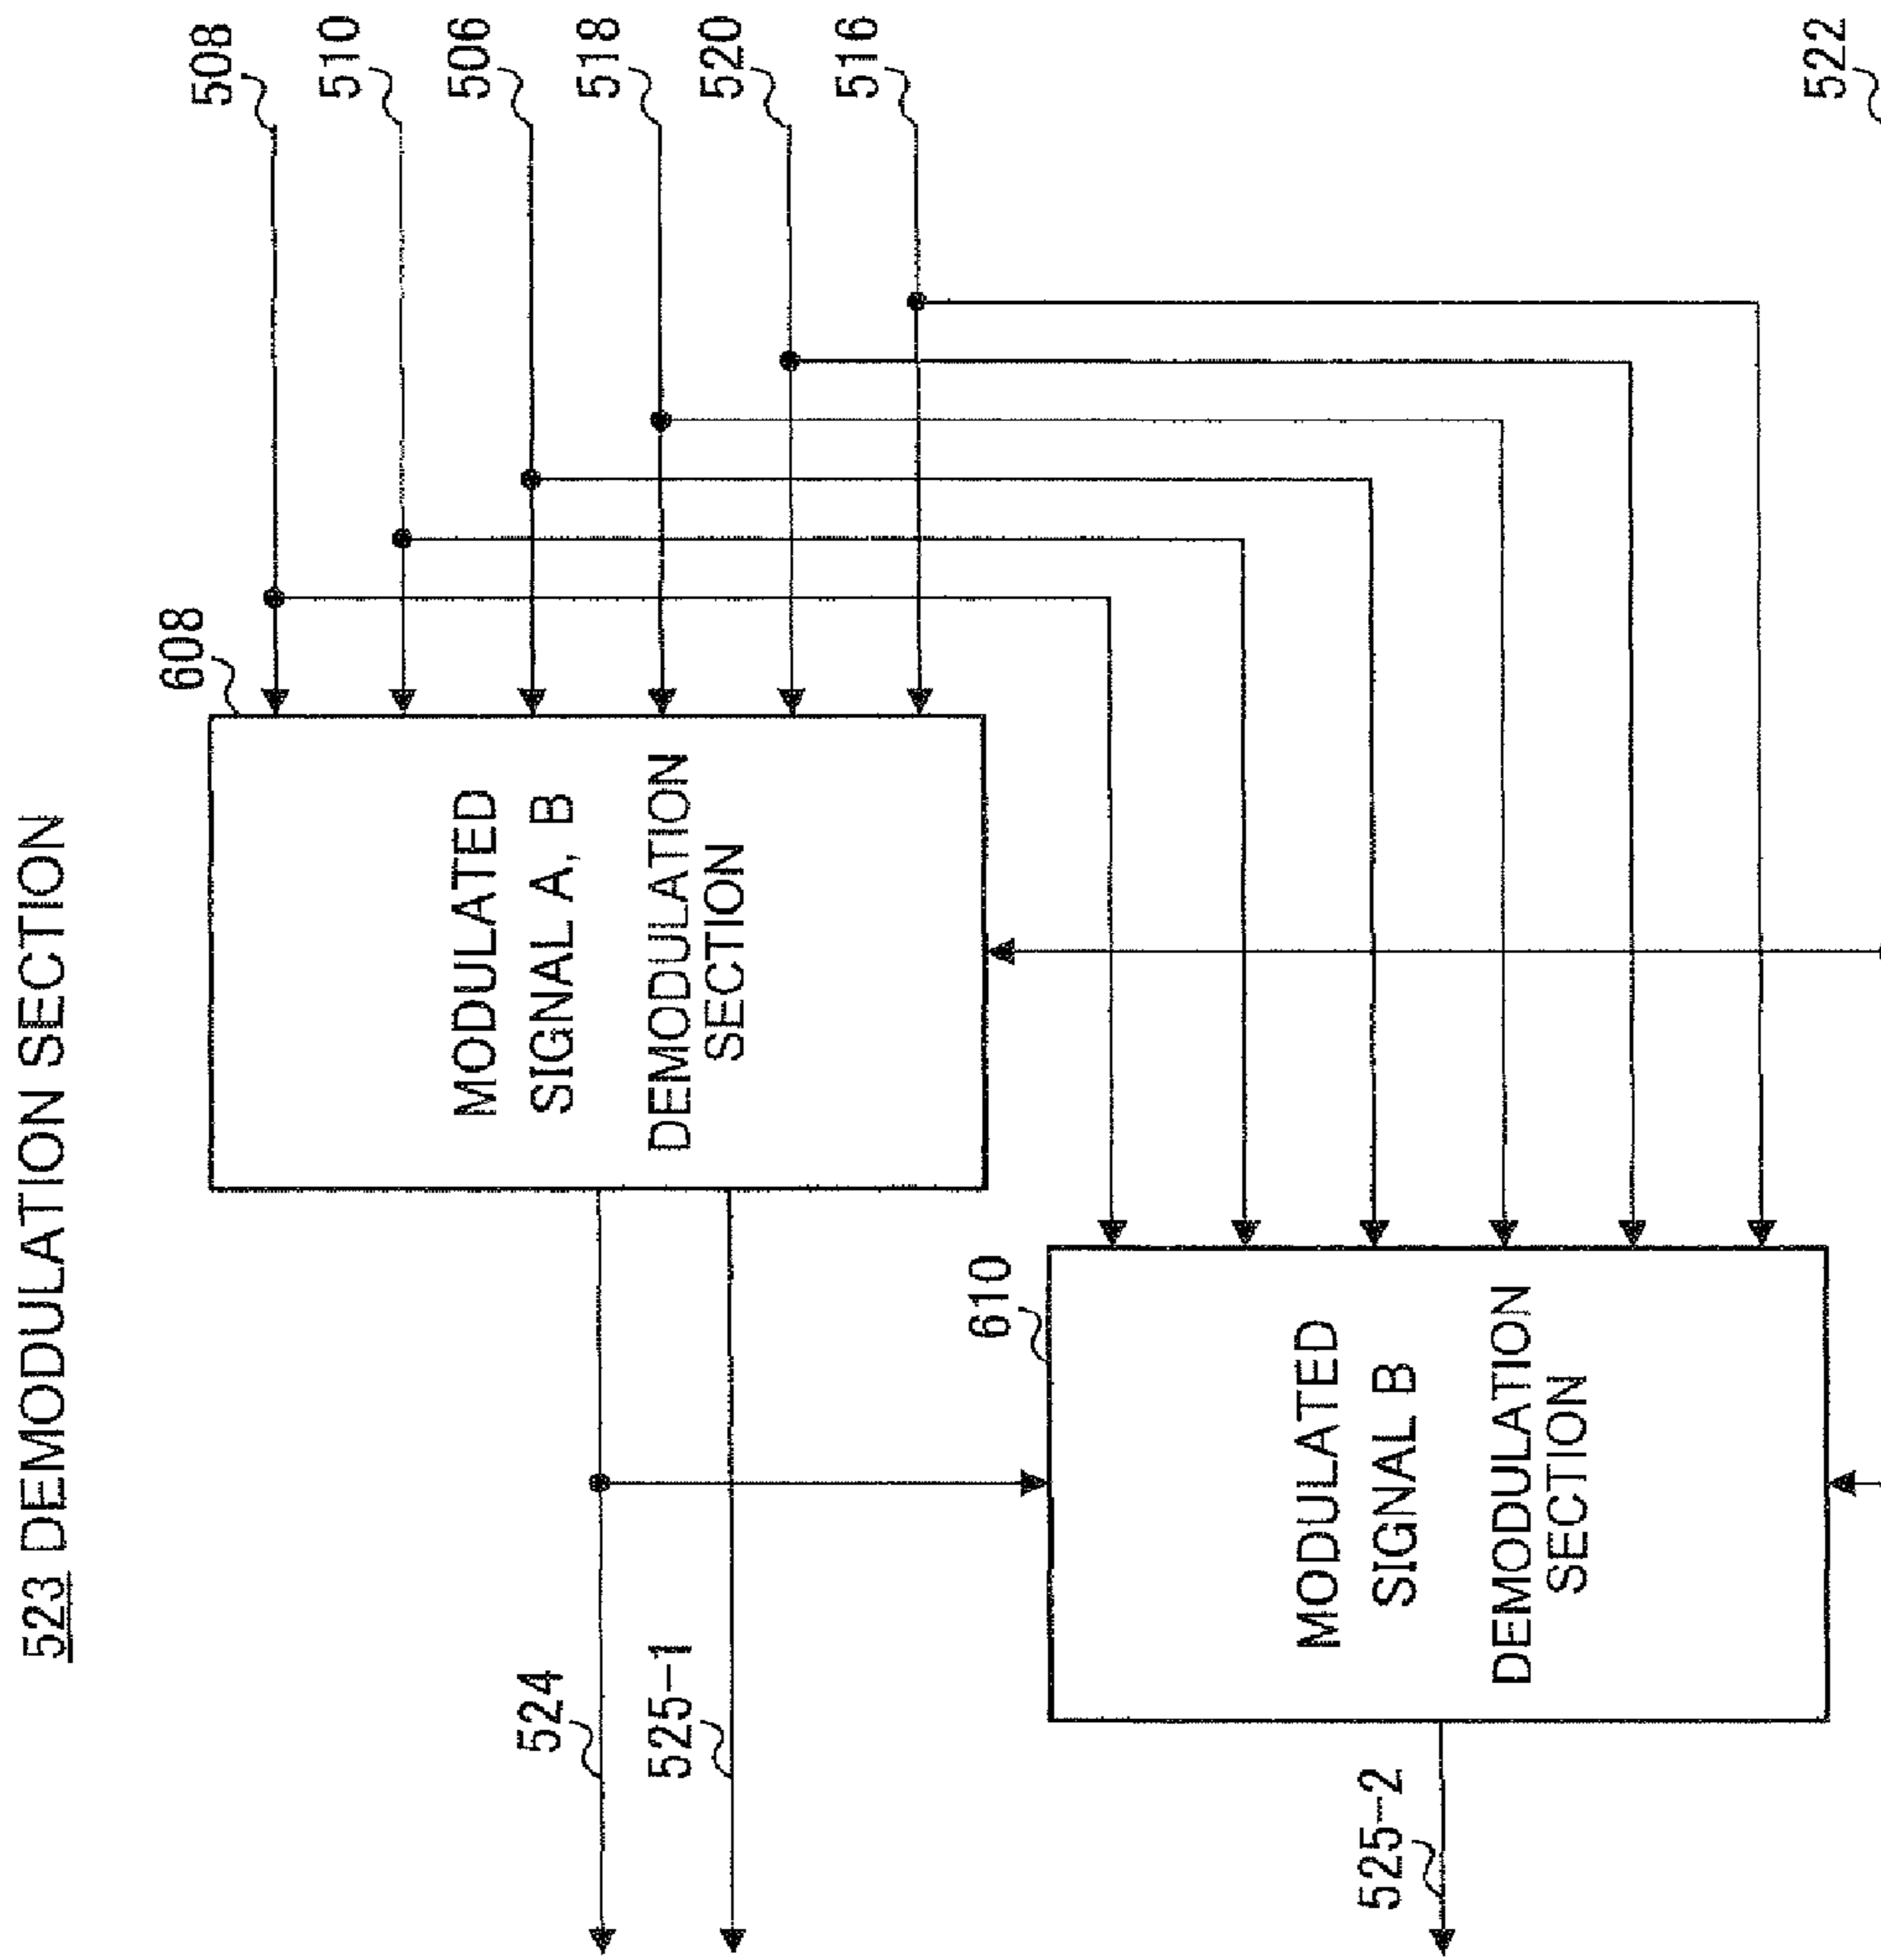 523 DEMODULATION SECTION
508
510
506
518
520
516
522
608
MODULATED
SIGNAL A, B
DEMODULATION
SECTION
610
MODULATED
SIGNAL B
DEMODULATION
SECTION
524
525-1
525-2